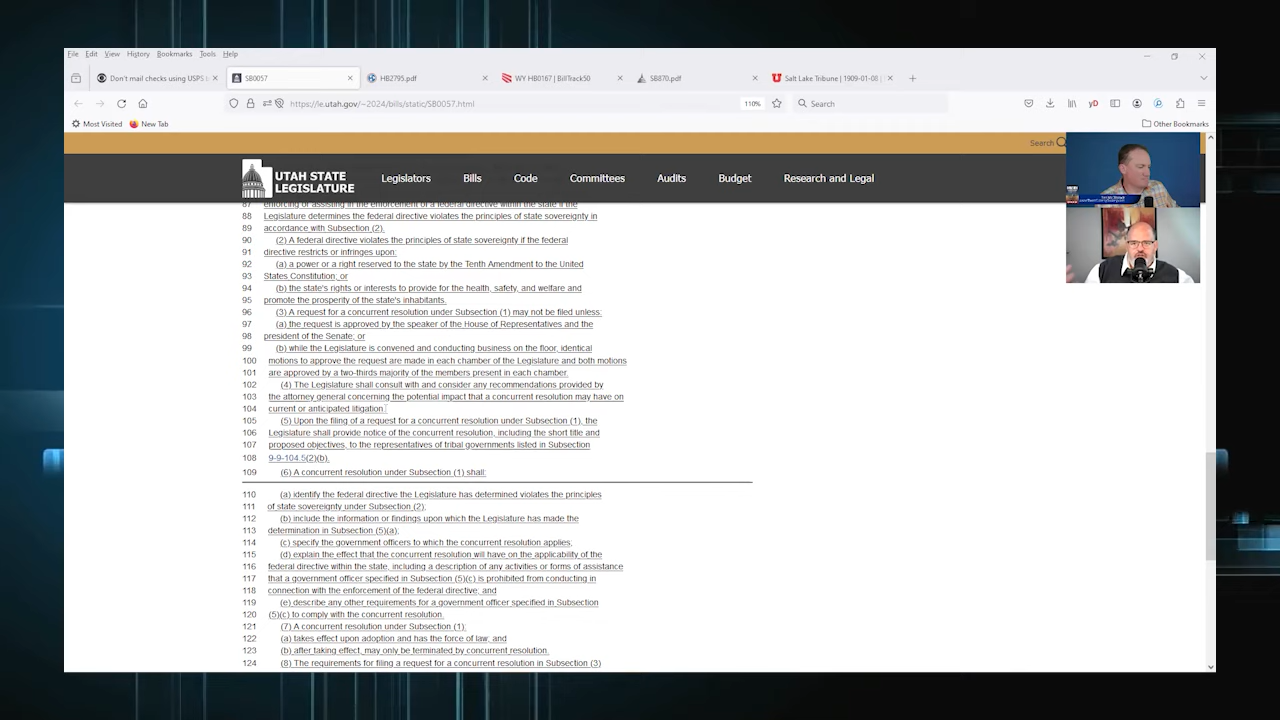 File Edit View History Bookmarks Tools Help
Don't mail checks using USPS
SB0057
HB2795.pdf
WY HB0167 | BillTrack50
SB870.pdf
Salt Lake Tribune | 1909-01-08 |
https://le.utah.gov/~2024/bills/static/SB0057.html
110%
Search
Most Visited New Tab
Other Bookmarks
Search
UTAH STATE
LEGISLATURE
Legislators Bills Code Committees Audits Budget Research and Legal
87 enforcing or assisting in the enforcement of a federal directive within the state if the
88 Legislature determines the federal directive violates the principles of state sovereignty in
89 accordance with Subsection (2).
90 (2) A federal directive violates the principles of state sovereignty if the federal
91 directive restricts or infringes upon:
92 (a) a power or a right reserved to the state by the Tenth Amendment to the United
93 States Constitution; or
94 (b) the state's rights or interests to provide for the health, safety, and welfare and
95 promote the prosperity of the state's inhabitants.
96 (3) A request for a concurrent resolution under Subsection (1) may not be filed unless:
97 (a) the request is approved by the speaker of the House of Representatives and the
98 president of the Senate; or
99 (b) while the Legislature is convened and conducting business on the floor, identical
100 motions to approve the request are made in each chamber of the Legislature and both motions
101 are approved by a two-thirds majority of the members present in each chamber.
102 (4) The Legislature shall consult with and consider any recommendations provided by
103 the attorney general concerning the potential impact that a concurrent resolution may have on
104 current or anticipated litigation.
105 (5) Upon the filing of a request for a concurrent resolution under Subsection (1), the
106 Legislature shall provide notice of the concurrent resolution, including the short title and
107 proposed objectives, to the representatives of tribal governments listed in Subsection
108 9-9-104.5(2)(b).
109 (6) A concurrent resolution under Subsection (1) shall:
110 (a) identify the federal directive the Legislature has determined violates the principles
111 of state sovereignty under Subsection (2);
112 (b) include the information or findings upon which the Legislature has made the
113 determination in Subsection (5)(a);
114 (c) specify the government officers to which the concurrent resolution applies;
115 (d) explain the effect that the concurrent resolution will have on the applicability of the
116 federal directive within the state, including a description of any activities or forms of assistance
117 that a government officer specified in Subsection (5)(c) is prohibited from conducting in
118 connection with the enforcement of the federal directive; and
119 (e) describe any other requirements for a government officer specified in Subsection
120 (5)(c) to comply with the concurrent resolution.
121 (7) A concurrent resolution under Subsection (1):
122 (a) takes effect upon adoption and has the force of law; and
123 (b) after taking effect, may only be terminated by concurrent resolution.
124 (8) The requirements for filing a request for a concurrent resolution in Subsection (3)